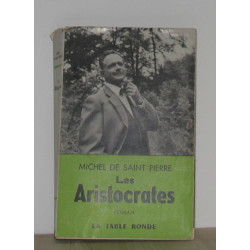 MICHEL DE SAINT PIERRE
Les
Aristocrates
ROMAN
LA TABLE RONDE